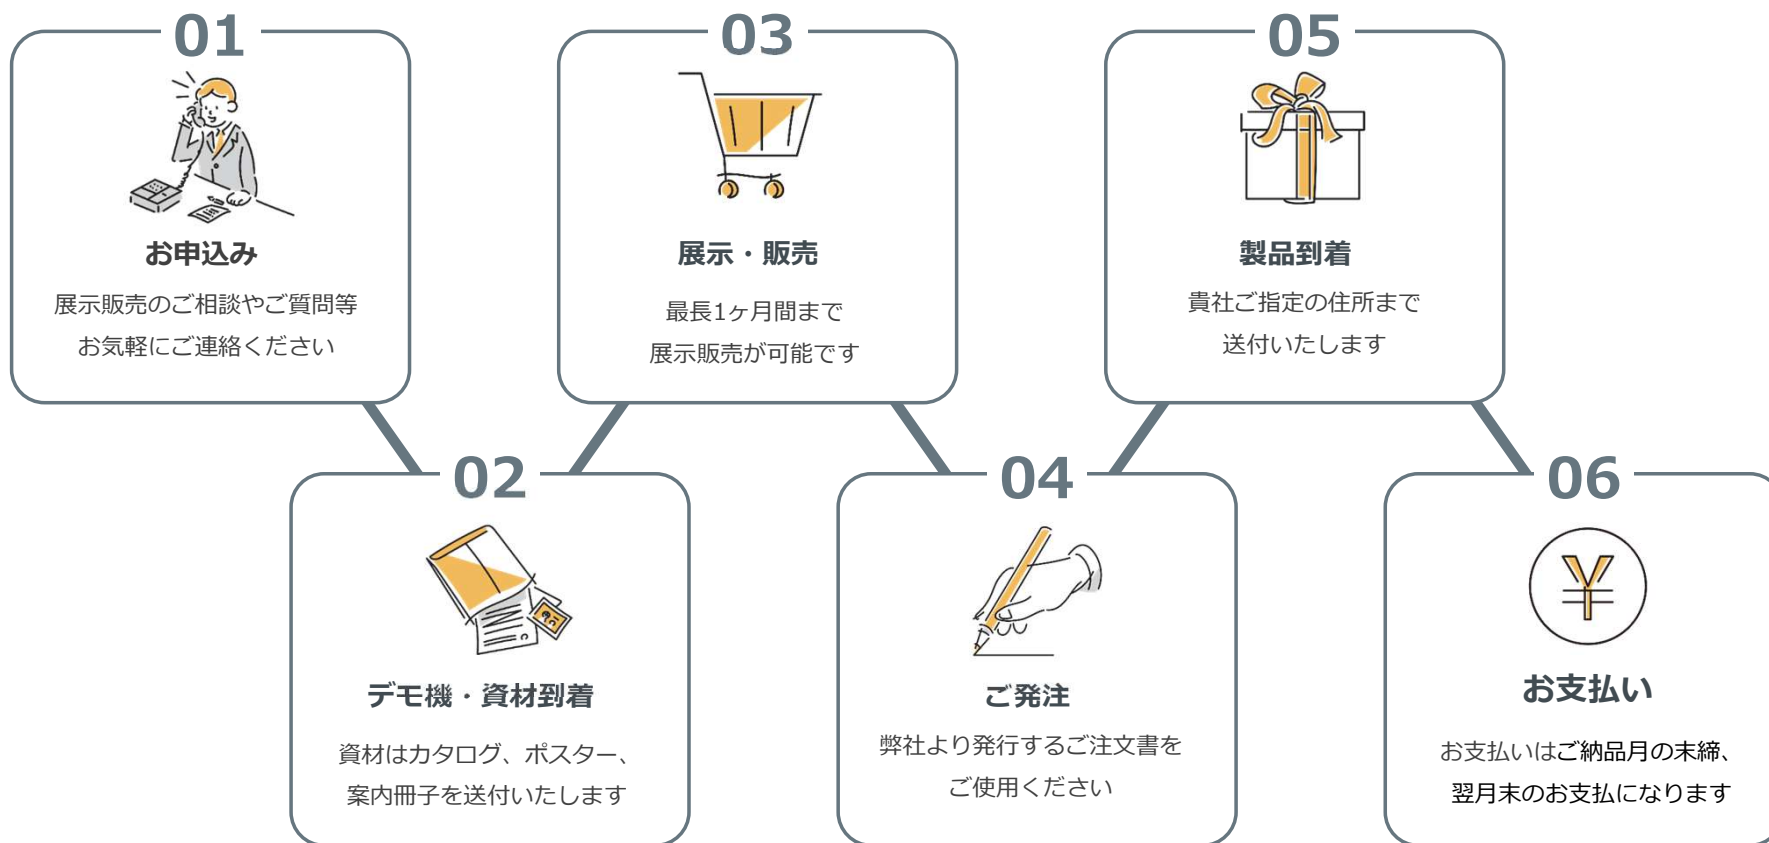 01
お申込み
展示販売のご相談やご質問等
お気軽にご連絡ください
02
デモ機・資材到着
資材はカタログ、ポスター、
案内冊子を送付いたします
03
展示・販売
最長1ヶ月間まで
展示販売が可能です
04
ご発注
弊社より発行するご注文書を
ご使用ください
05
製品到着
貴社ご指定の住所まで
送付いたします
06
¥
お支払い
お支払いはご納品月の末締、
翌月末のお支払になります